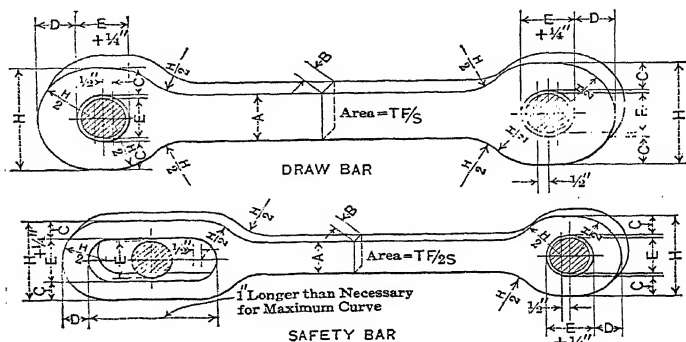 D E E D
+¼" +¼"
½" C H/2 B H/2 C
H H/2 E A Area=TF/S E H
H/2 C H/2 H/2 H/2 C
½"
DRAW BAR
C H/2 H/2 B C
H E +¼" H/2 E ½" A Area=TF/2S H/2 H/2 E H
C H/2 C
D 1" Longer than Necessary ½" E D
for Maximum Curve +¼"
SAFETY BAR